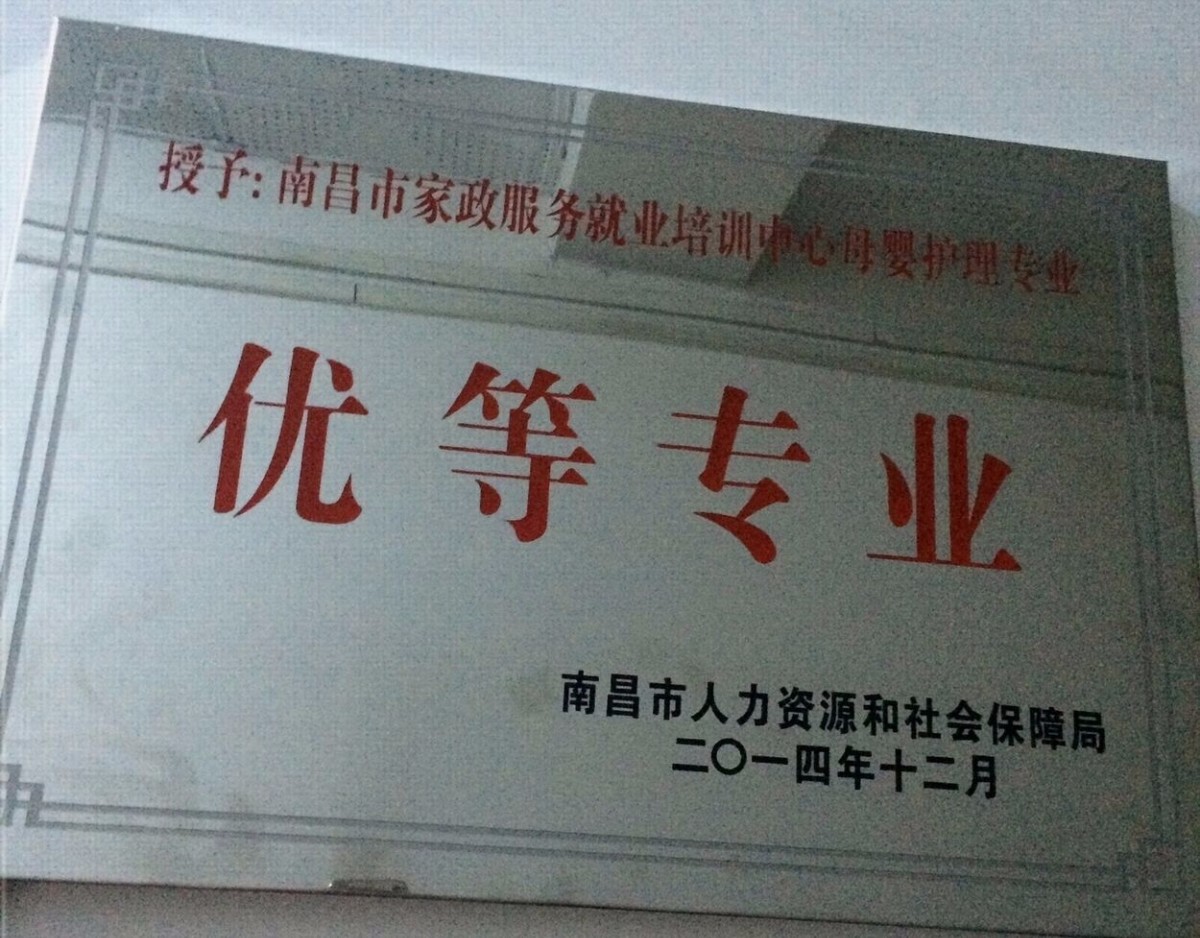 授予:南昌市家政服务就业培训中心母婴护理专业
优等专业
南昌市人力资源和社会保障局
二〇一四年十二月